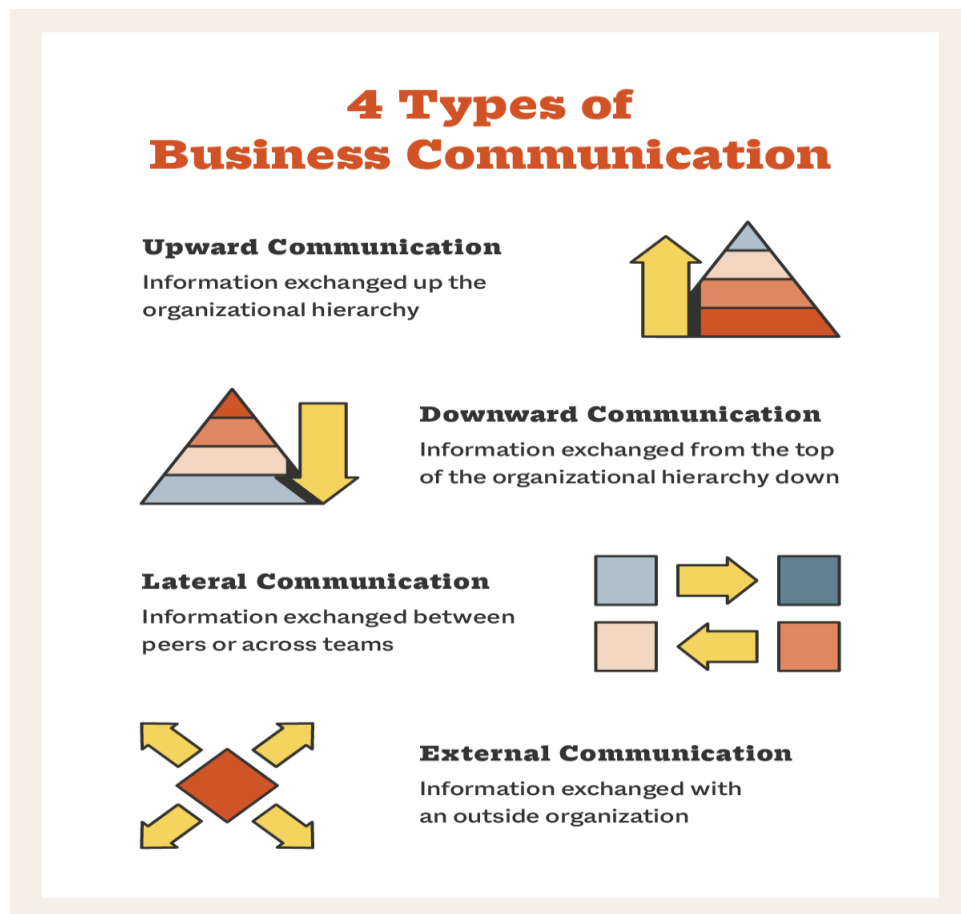 4 Types of
Business Communication
Upward Communication
Information exchanged up the
organizational hierarchy
Downward Communication
Information exchanged from the top
of the organizational hierarchy down
Lateral Communication
Information exchanged between
peers or across teams
External Communication
Information exchanged with
an outside organization